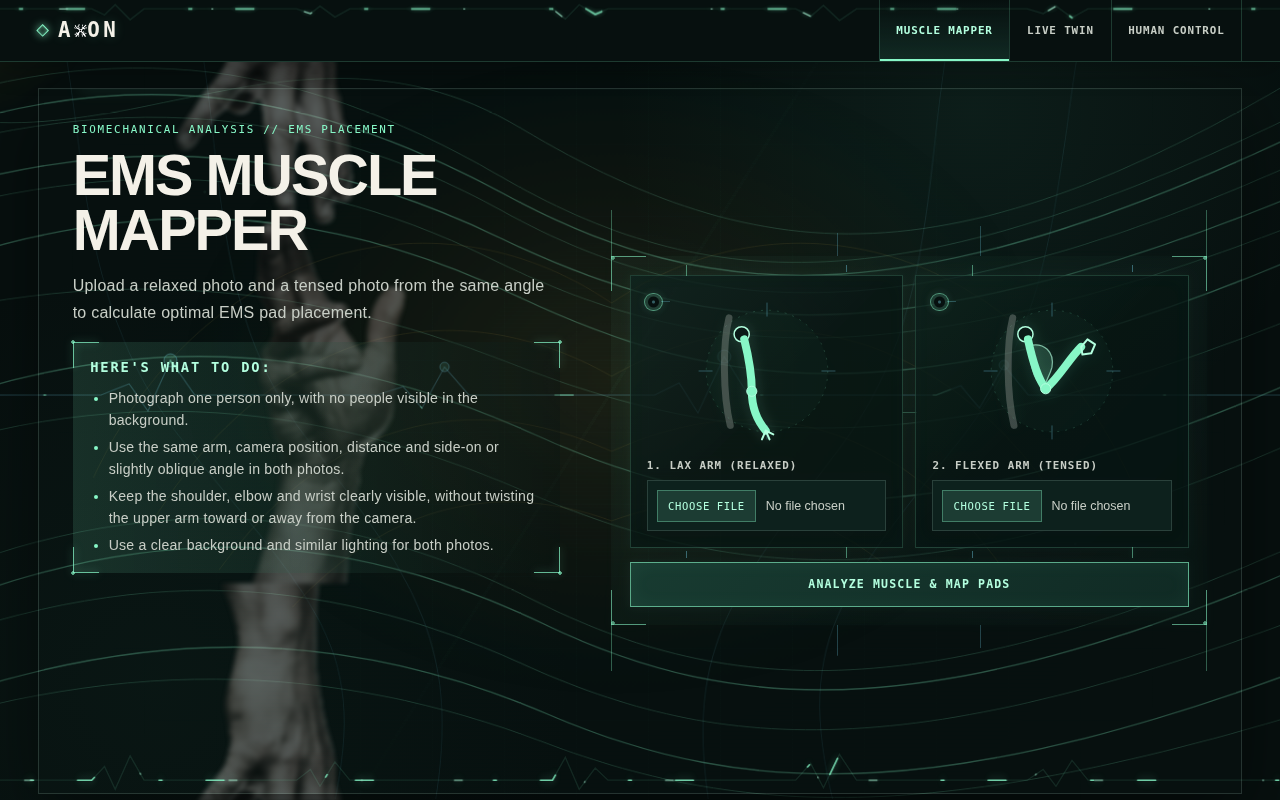 MUSCLE MAPPER
LIVE TWIN
HUMAN CONTROL
BIOMECHANICAL ANALYSIS // EMS PLACEMENT
EMS MUSCLE
MAPPER
Upload a relaxed photo and a tensed photo from the same angle
to calculate optimal EMS pad placement.
HERE'S WHAT TO DO:
• Photograph one person only, with no people visible in the
background.
• Use the same arm, camera position, distance and side-on or
slightly oblique angle in both photos.
• Keep the shoulder, elbow and wrist clearly visible, without twisting
the upper arm toward or away from the camera.
• Use a clear background and similar lighting for both photos.
1. LAX ARM (RELAXED)
CHOOSE FILE No file chosen
2. FLEXED ARM (TENSED)
CHOOSE FILE No file chosen
ANALYZE MUSCLE & MAP PADS